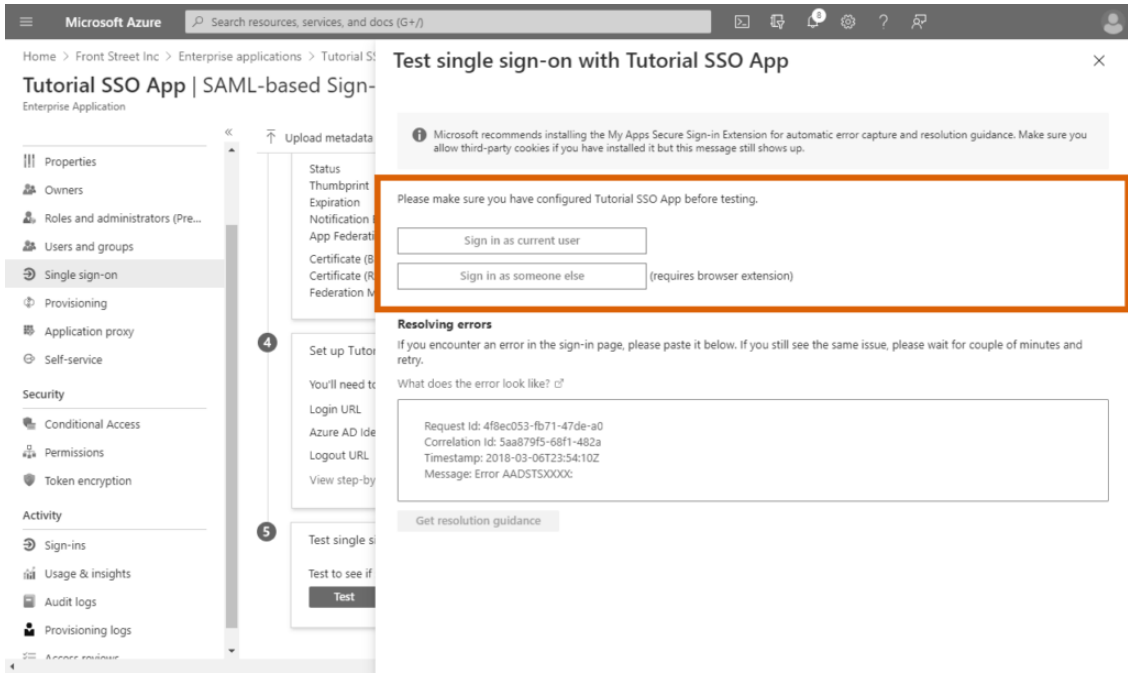 Microsoft Azure
Search resources, services, and docs (G+/)
8
Home > Front Street Inc > Enterprise applications > Tutorial S
Tutorial SSO App | SAML-based Sign-
Enterprise Application
Properties
Owners
Roles and administrators (Pre...
Users and groups
Single sign-on
Provisioning
Application proxy
Self-service
Security
Conditional Access
Permissions
Token encryption
Activity
Sign-ins
Usage & insights
Audit logs
Provisioning logs
Access reviews
Upload metadata
Status
Thumbprint
Expiration
Notification
App Federati
Certificate (B
Certificate (R
Federation M
4
Set up Tutor
You'll need to
Login URL
Azure AD Ide
Logout URL
View step-by
5
Test single si
Test to see if
Test
Test single sign-on with Tutorial SSO App
Microsoft recommends installing the My Apps Secure Sign-in Extension for automatic error capture and resolution guidance. Make sure you
allow third-party cookies if you have installed it but this message still shows up.
Please make sure you have configured Tutorial SSO App before testing.
Sign in as current user
Sign in as someone else (requires browser extension)
Resolving errors
If you encounter an error in the sign-in page, please paste it below. If you still see the same issue, please wait for couple of minutes and
retry.
What does the error look like?
Request Id: 4f8ec053-fb71-47de-a0
Correlation Id: 5aa879f5-68f1-482a
Timestamp: 2018-03-06T23:54:10Z
Message: Error AADSTSXXXX:
Get resolution guidance